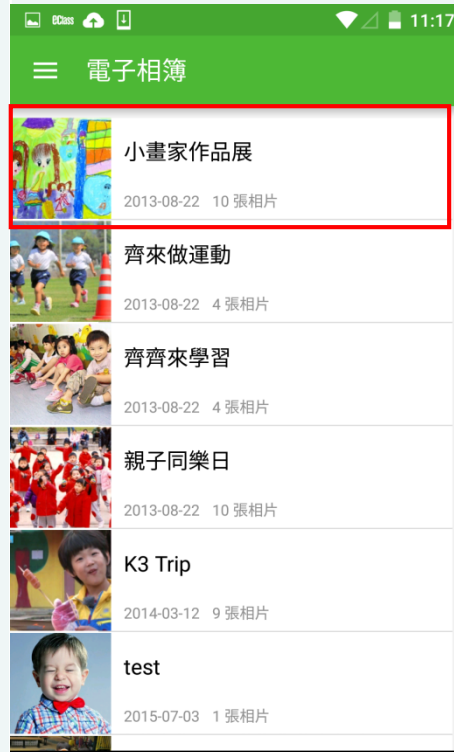 eClass
11:17
電子相簿
小畫家作品展
2013-08-22 10 張相片
齊來做運動
2013-08-22 4 張相片
齊齊來學習
2013-08-22 4 張相片
親子同樂日
2013-08-22 10 張相片
K3 Trip
2014-03-12 9 張相片
test
2015-07-03 1 張相片